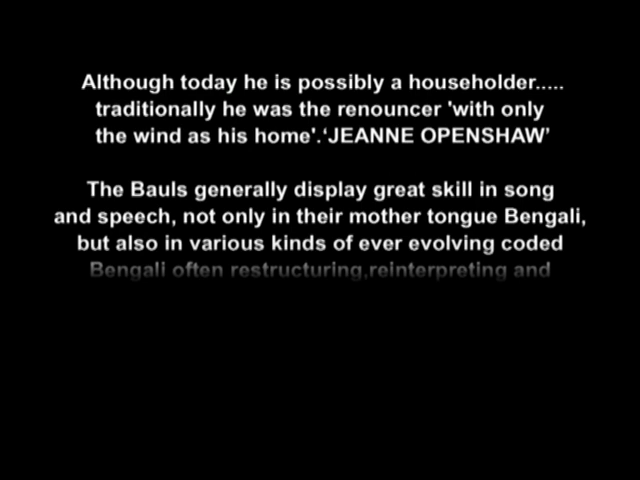 Although today he is possibly a householder.....
traditionally he was the renouncer 'with only
the wind as his home'.‘JEANNE OPENSHAW’
The Bauls generally display great skill in song
and speech, not only in their mother tongue Bengali,
but also in various kinds of ever evolving coded
Bengali often restructuring,reinterpreting and